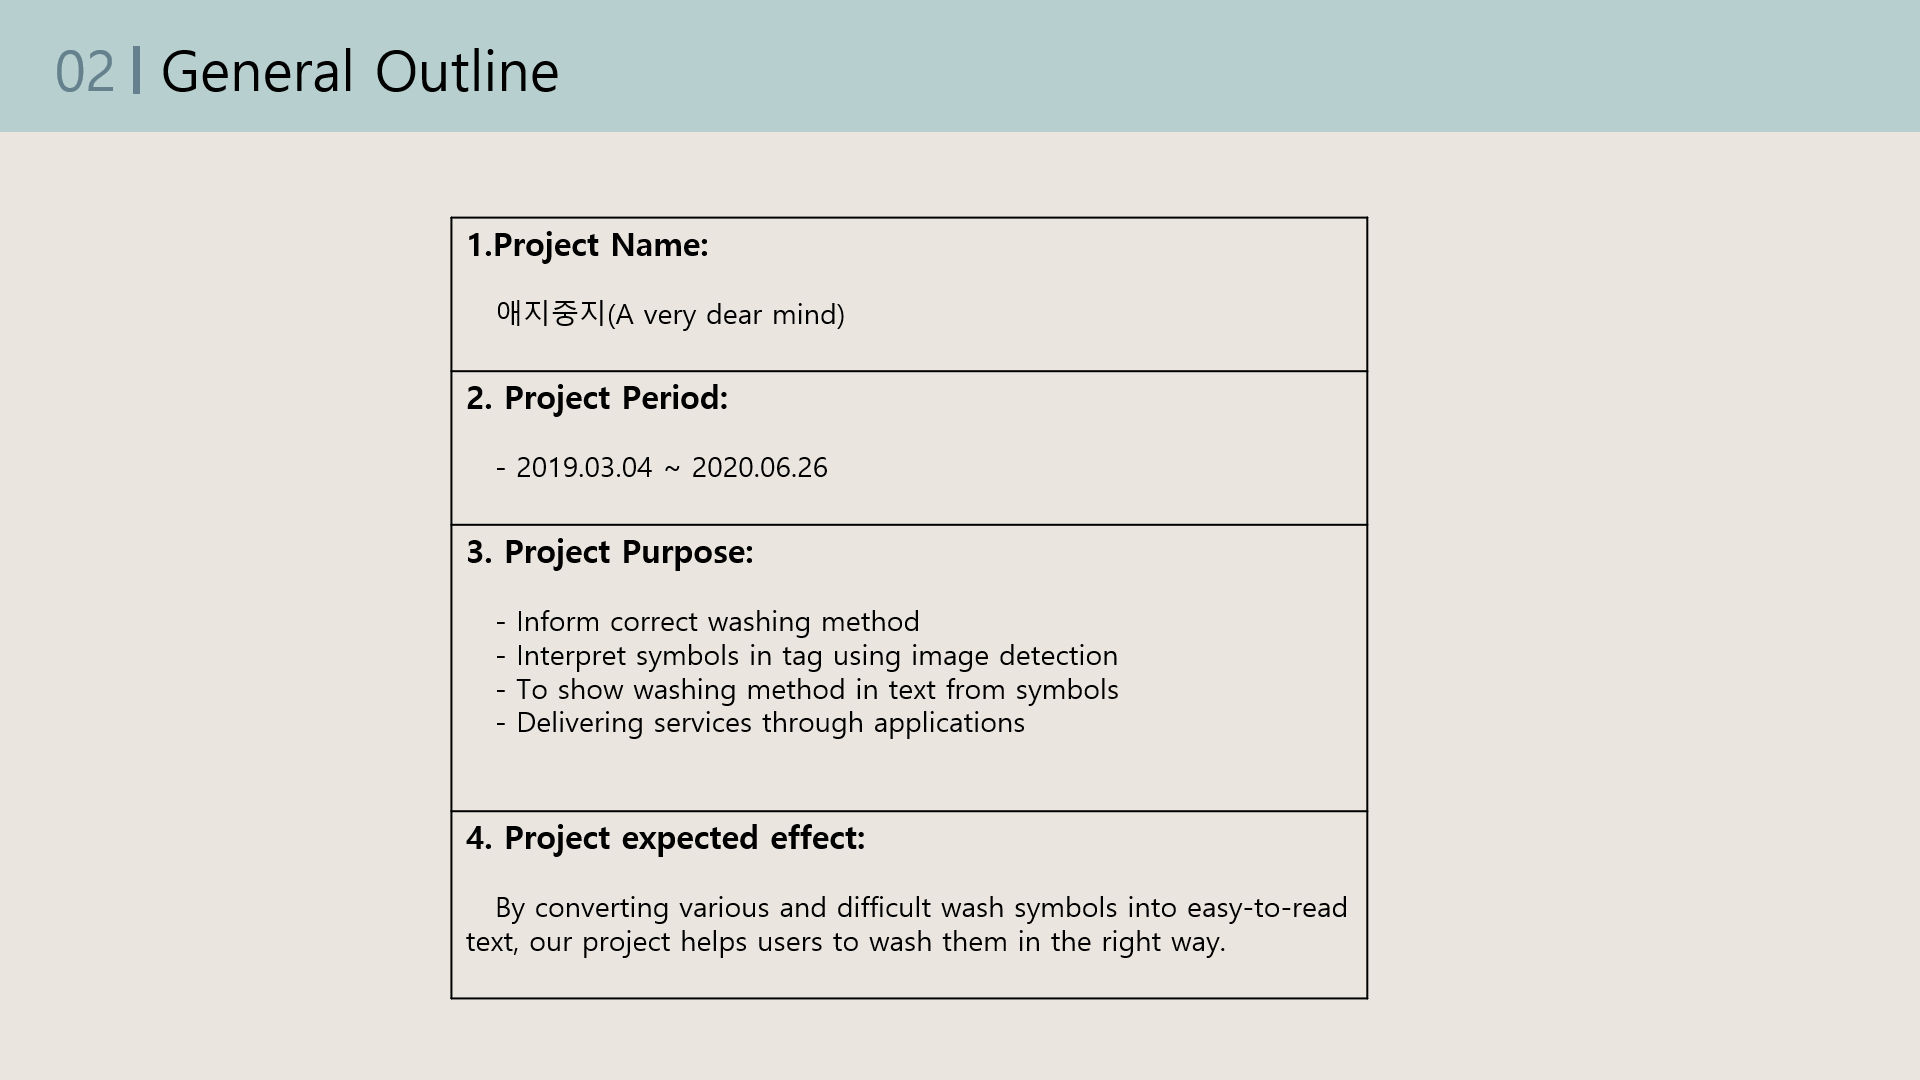 02 General Outline
1.Project Name:
애지중지(A very dear mind)
2. Project Period:
- 2019.03.04 ~ 2020.06.26
3. Project Purpose:
- Inform correct washing method
- Interpret symbols in tag using image detection
- To show washing method in text from symbols
- Delivering services through applications
4. Project expected effect:
By converting various and difficult wash symbols into easy-to-read
text, our project helps users to wash them in the right way.